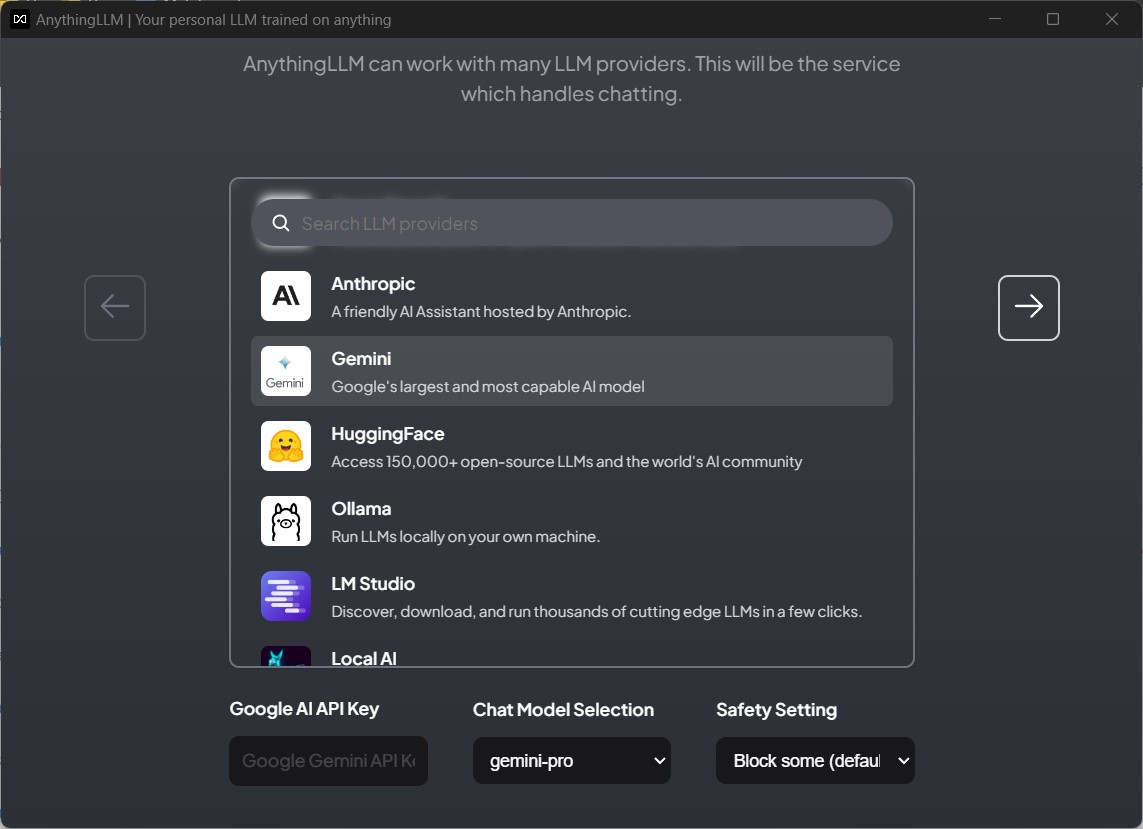 AnythingLLM | Your personal LLM trained on anything
AnythingLLM can work with many LLM providers. This will be the service
which handles chatting.
Search LLM providers
Anthropic
A friendly AI Assistant hosted by Anthropic.
Gemini
Gemini
Google's largest and most capable AI model
HuggingFace
Access 150,000+ open-source LLMs and the world's AI community
Ollama
Run LLMs locally on your own machine.
LM Studio
Discover, download, and run thousands of cutting edge LLMs in a few clicks.
Local AI
Google AI API Key
Chat Model Selection
Safety Setting
Google Gemini API Ke
gemini-pro
Block some (defaul